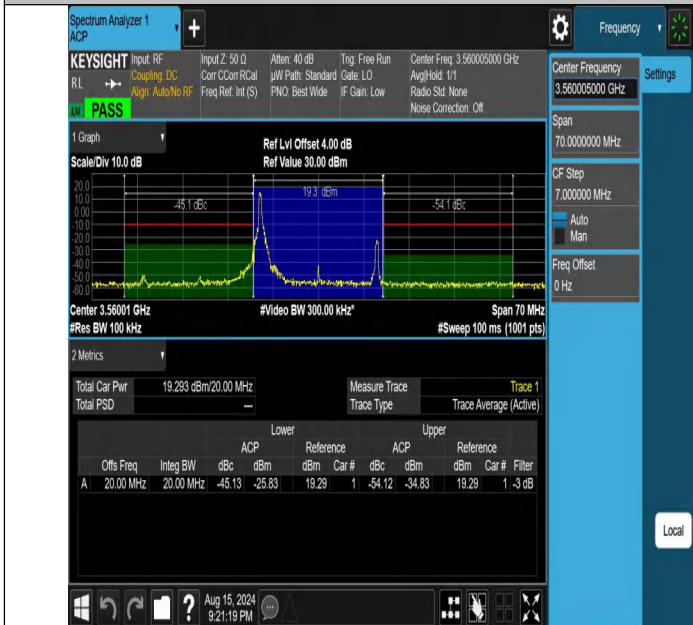 Spectrum Analyzer 1
ACP
Frequency
KEYSIGHT
RL
PASS
Input: RF
Coupling: DC
Align: Auto/No RF
Input Z: 50 Ω
Corr CCorr RCal
Freq Ref: Int (S)
Atten: 40 dB
µW Path: Standard
PNO: Best Wide
Trig: Free Run
Gate: LO
IF Gain: Low
Center Freq: 3.560005000 GHz
Avg|Hold: 1/1
Radio Std: None
Noise Correction: Off
Center Frequency
3.560005000 GHz
Settings
Span
70.0000000 MHz
CF Step
7.000000 MHz
Auto
Man
Freq Offset
0 Hz
Local
1 Graph
Scale/Div 10.0 dB
Ref Lvl Offset 4.00 dB
Ref Value 30.00 dBm
20.0
10.0
0.00
-10.0
-20.0
-30.0
-40.0
-50.0
-60.0
-45.1 dBc
19.3 dBm
-54.1 dBc
Center 3.56001 GHz
#Video BW 300.00 kHz*
Span 70 MHz
#Res BW 100 kHz
#Sweep 100 ms (1001 pts)
2 Metrics
Total Car Pwr 19.293 dBm/20.00 MHz
Total PSD ---
Measure Trace Trace 1
Trace Type Trace Average (Active)
Lower Upper
ACP Reference ACP Reference
Offs Freq Integ BW dBc dBm dBm Car # dBc dBm dBm Car # Filter
A 20.00 MHz 20.00 MHz -45.13 -25.83 19.29 1 -54.12 -34.83 19.29 1 -3 dB
Aug 15, 2024
9:21:19 PM